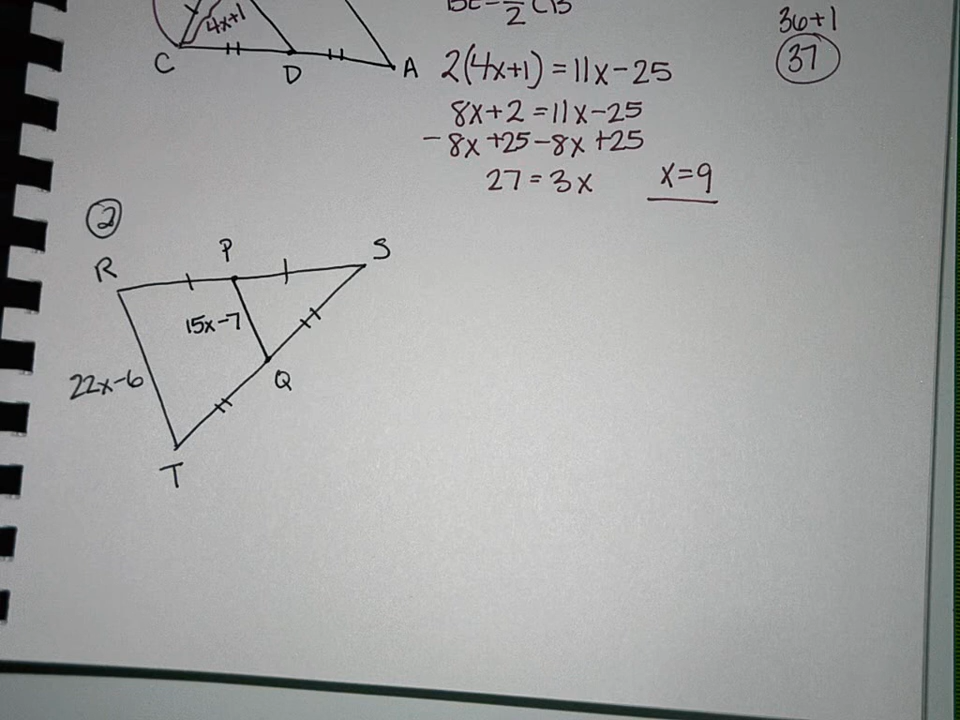 4x+1
C
D
A
36+1
37
2(4x+1) = 11x-25
8x+2 = 11x-25
-8x+25 -8x+25
27 = 3x
x=9
2
R
P
S
15x-7
22x-6
Q
T